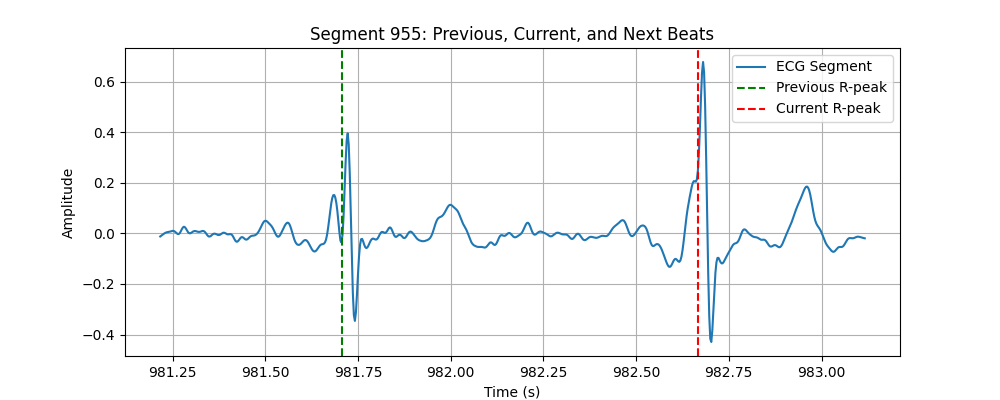 Segment 955: Previous, Current, and Next Beats
ECG Segment
Previous R-peak
Current R-peak
Amplitude
0.6
0.4
0.2
0.0
−0.2
−0.4
981.25 981.50 981.75 982.00 982.25 982.50 982.75 983.00
Time (s)